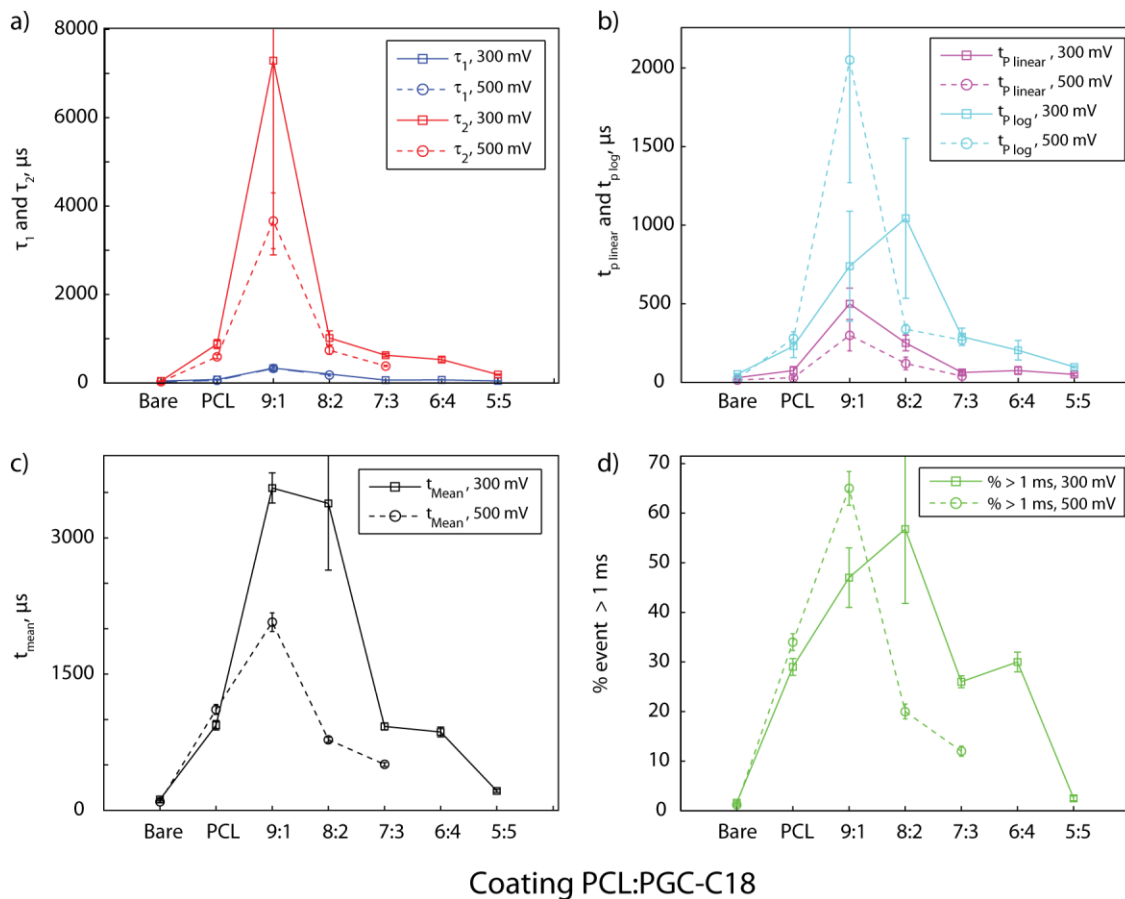 a)
8000
6000
4000
2000
0
τ1 and τ2, µs
τ1, 300 mV
τ1, 500 mV
τ2, 300 mV
τ2, 500 mV
Bare PCL 9:1 8:2 7:3 6:4 5:5
b)
2000
1500
1000
500
0
tp linear and tp log, µs
tP linear, 300 mV
tP linear, 500 mV
tP log, 300 mV
tP log, 500 mV
Bare PCL 9:1 8:2 7:3 6:4 5:5
c)
3000
1500
0
tmean, µs
tMean, 300 mV
tMean, 500 mV
Bare PCL 9:1 8:2 7:3 6:4 5:5
d)
70
60
50
40
30
20
10
0
% event > 1 ms
% > 1 ms, 300 mV
% > 1 ms, 500 mV
Bare PCL 9:1 8:2 7:3 6:4 5:5
Coating PCL:PGC-C18